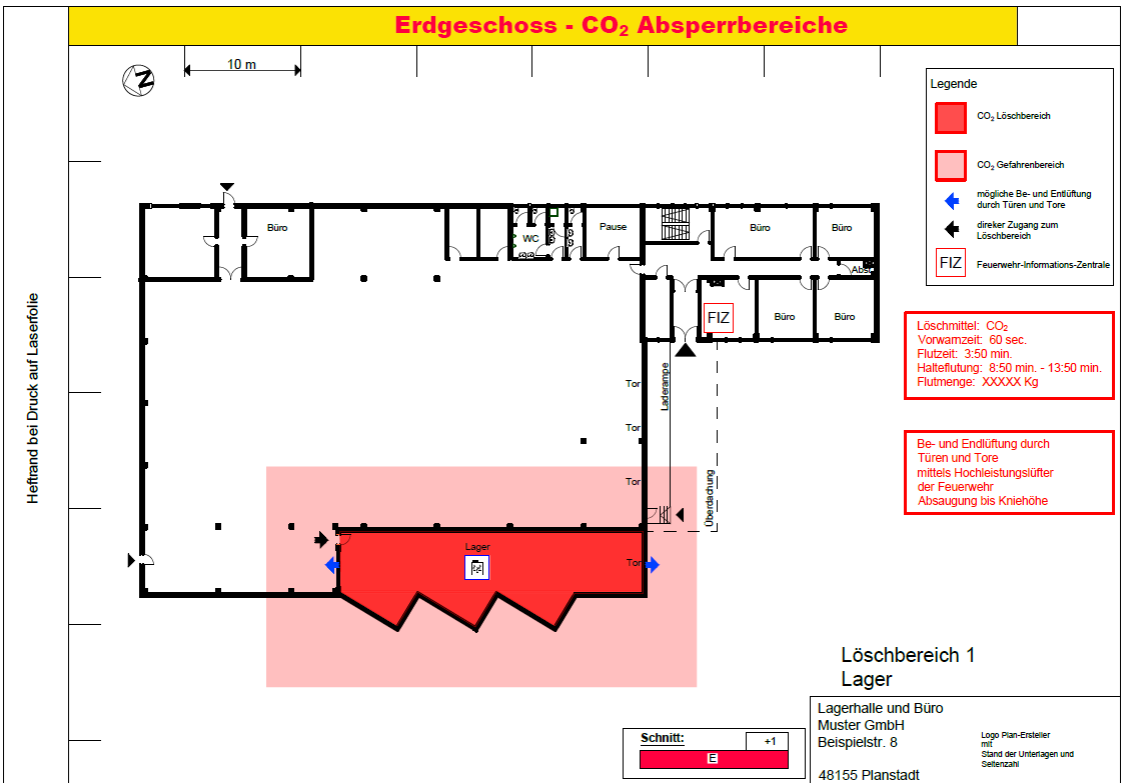 Erdgeschoss - CO₂ Absperrbereiche
10 m
N
Legende
CO₂ Löschbereich
CO₂ Gefahrenbereich
mögliche Be- und Entlüftung
durch Türen und Tore
direker Zugang zum
Löschbereich
FIZ
Feuerwehr-Informations-Zentrale
Büro
WC
Pause
Büro
Büro
Abst.
FIZ
Büro
Büro
Löschmittel: CO₂
Vorwarnzeit: 60 sec.
Flutzeit: 3:50 min.
Halteflutung: 8:50 min. - 13:50 min.
Flutmenge: XXXXX Kg
Be- und Endlüftung durch
Türen und Tore
mittels Hochleistungslüfter
der Feuerwehr
Absaugung bis Kniehöhe
Heftrand bei Druck auf Laserfolie
Tor
Laderampe
Tor
Tor
Überdachung
Lager
Tor
Löschbereich 1
Lager
Schnitt:
+1
E
Lagerhalle und Büro
Muster GmbH
Beispielstr. 8
48155 Planstadt
Logo Plan-Ersteller
mit
Stand der Unterlagen und
Seitenzahl